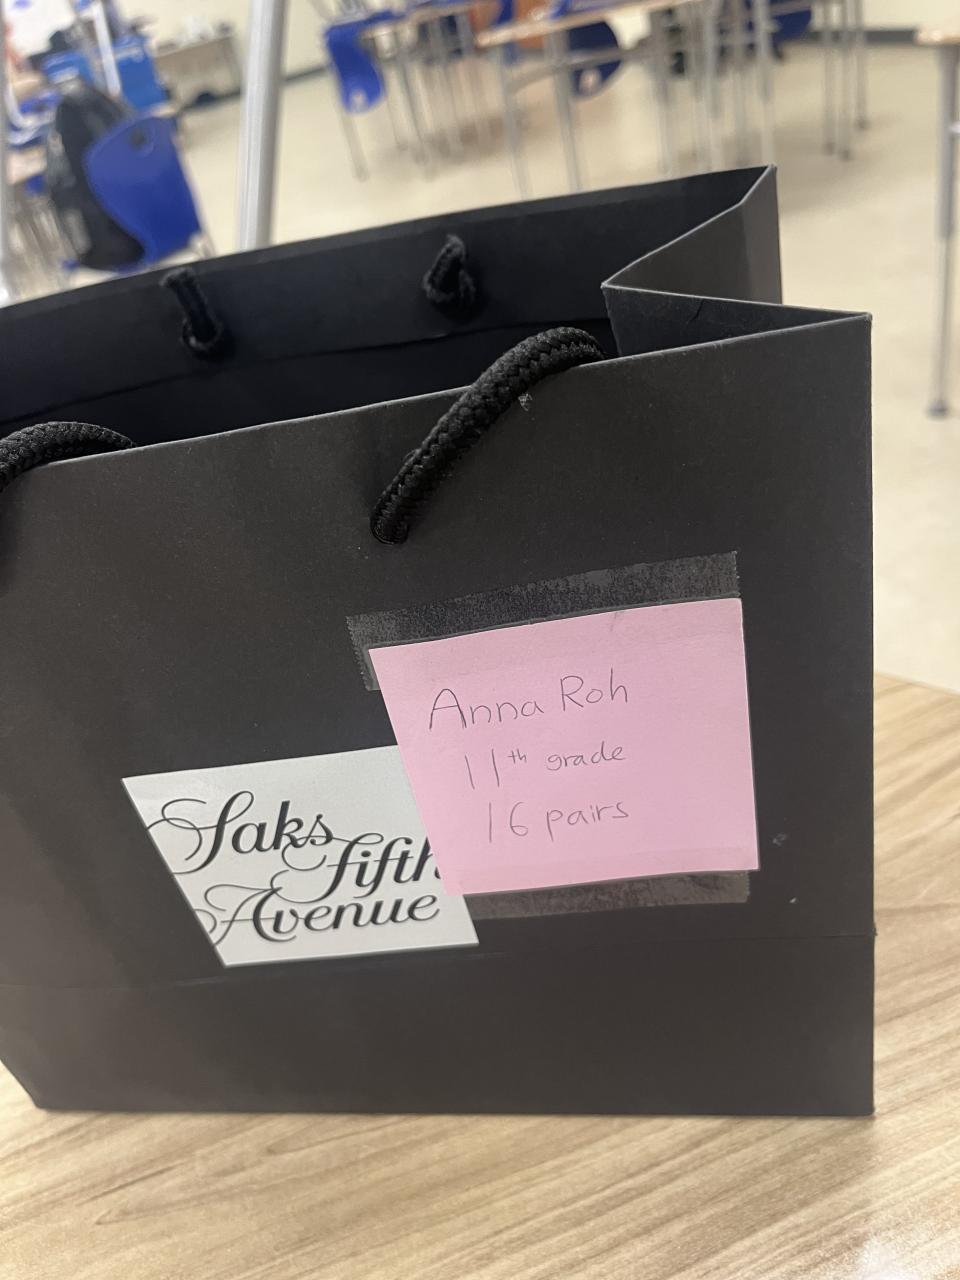 Anna Roh
11th grade
16 pairs
Saks
Fifth
Avenue